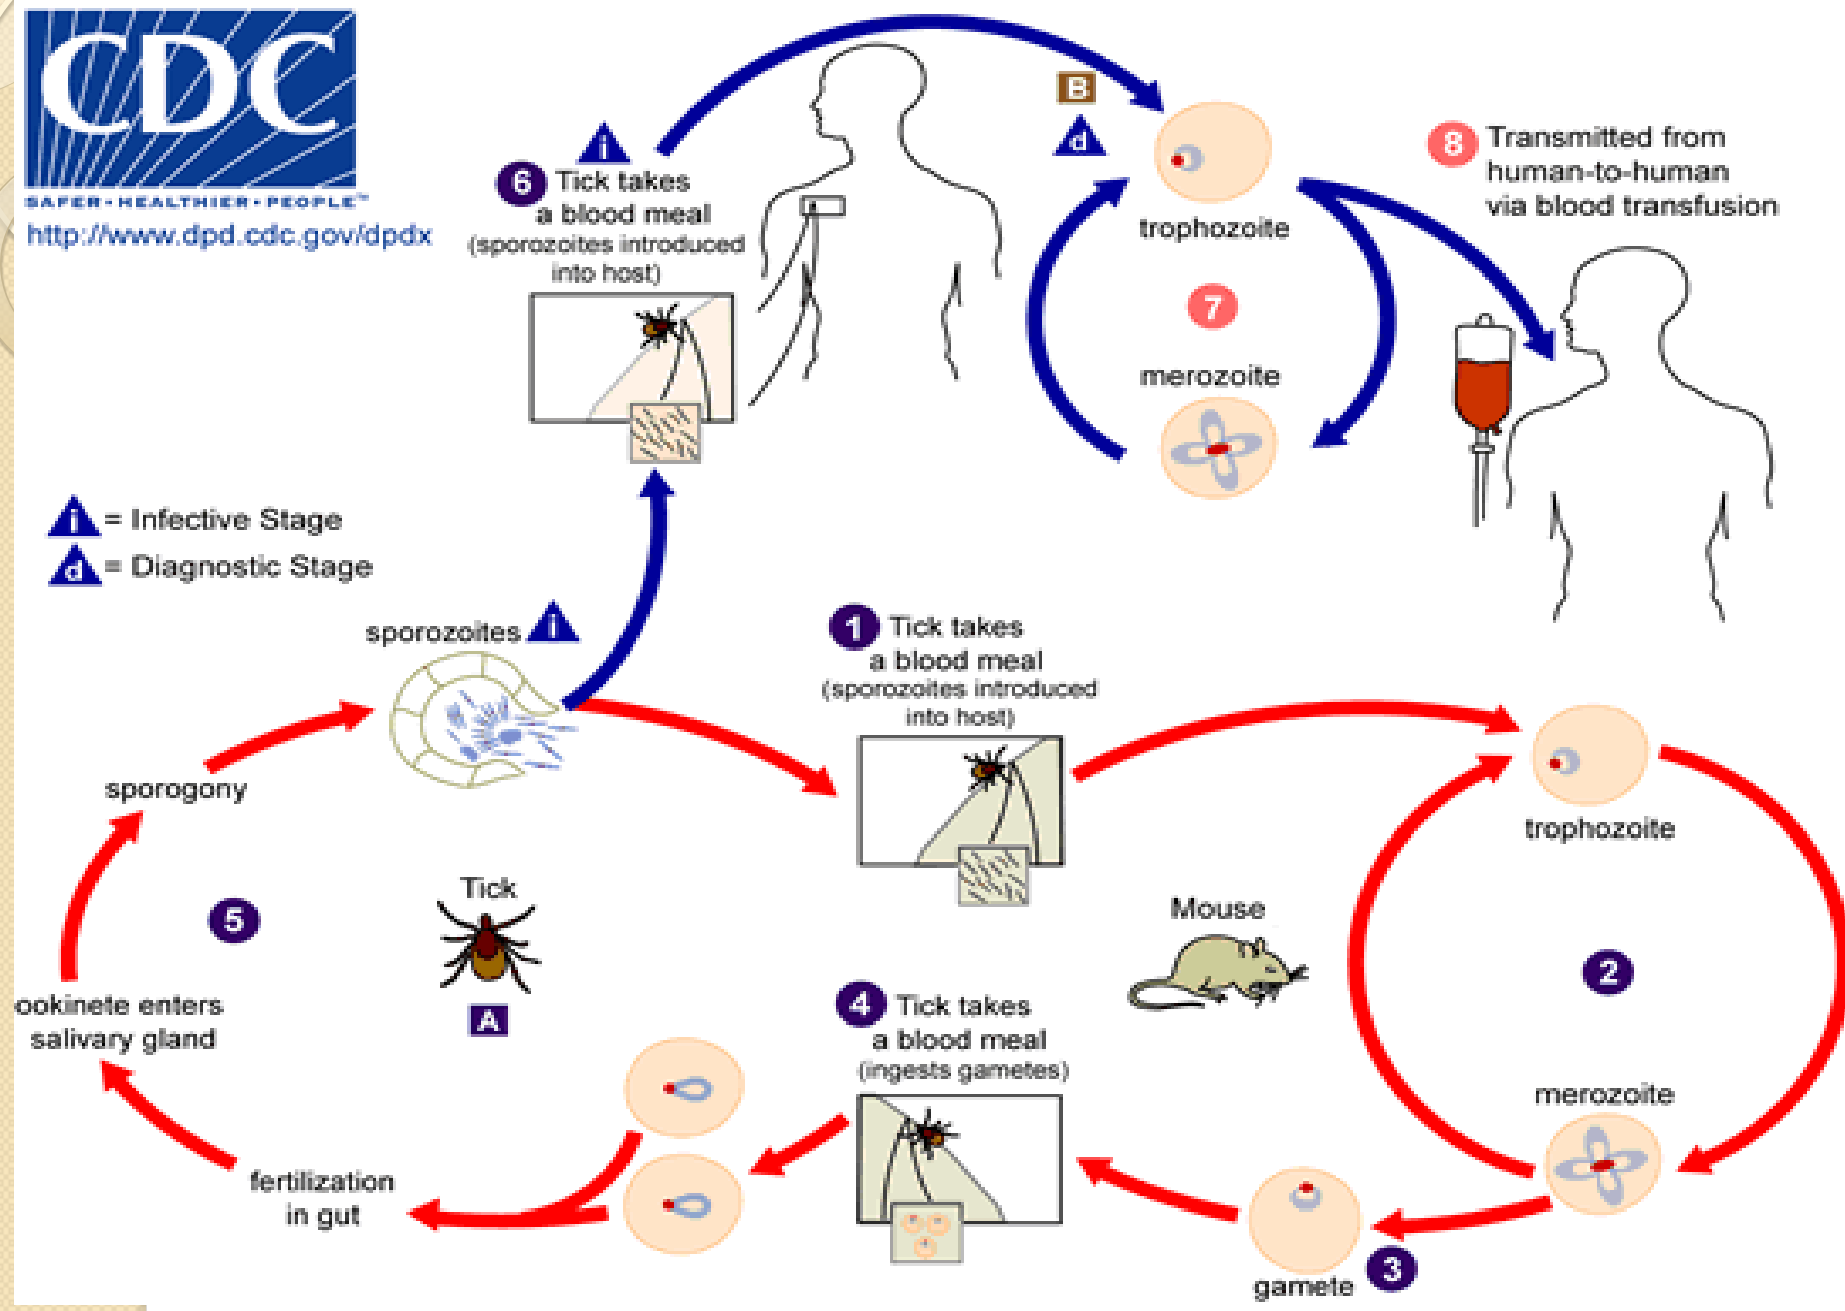 CDC
SAFER·HEALTHIER·PEOPLE™
http://www.dpd.cdc.gov/dpdx
i
6 Tick takes
a blood meal
(sporozoites introduced
into host)
B
d
trophozoite
7
merozoite
8 Transmitted from
human-to-human
via blood transfusion
i = Infective Stage
d = Diagnostic Stage
sporozoites i
1 Tick takes
a blood meal
(sporozoites introduced
into host)
trophozoite
sporogony
5
Tick
A
Mouse
2
ookinete enters
salivary gland
4 Tick takes
a blood meal
(ingests gametes)
merozoite
fertilization
in gut
gamete 3